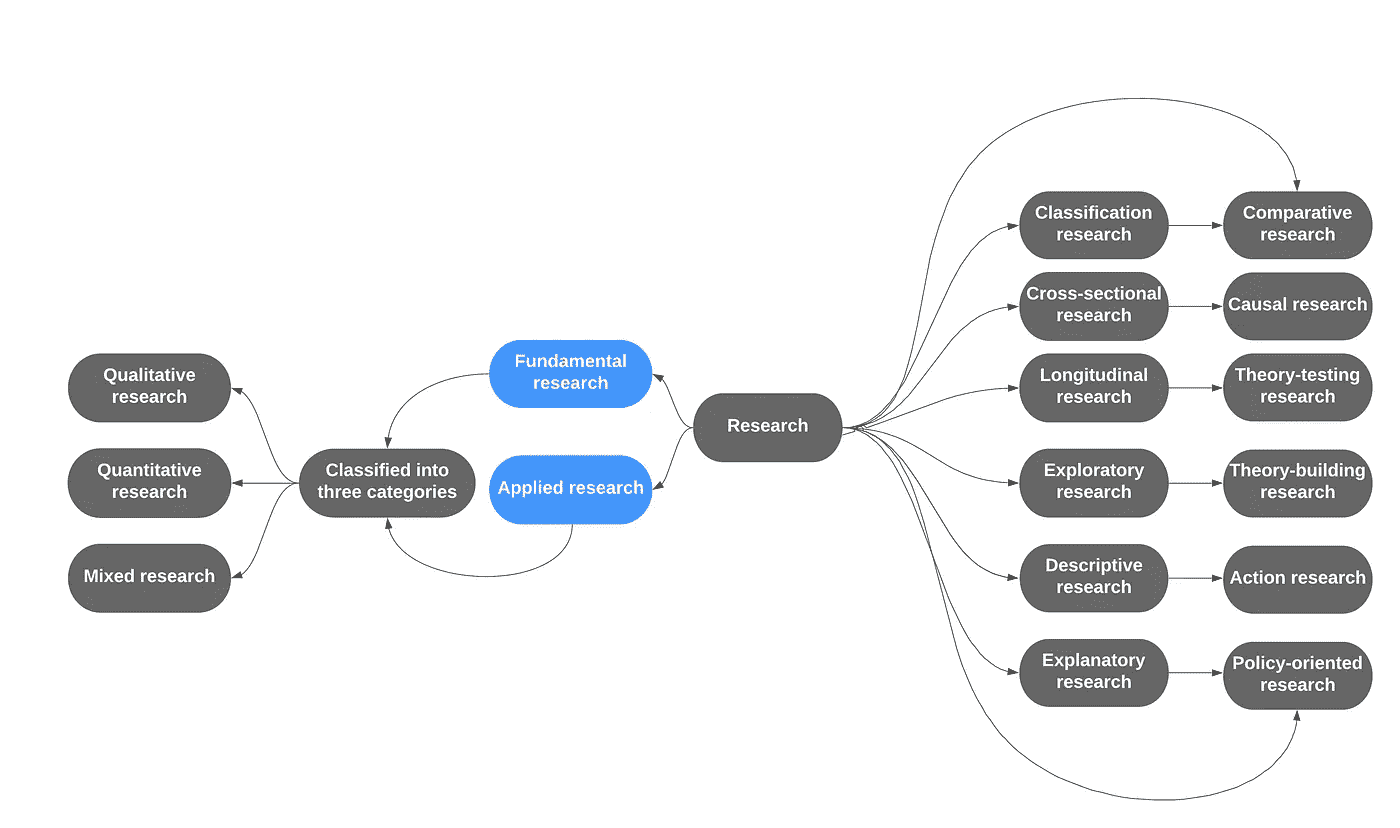 Qualitative
research
Quantitative
research
Mixed research
Classified into
three categories
Fundamental
research
Applied research
Research
Classification
research
Comparative
research
Cross-sectional
research
Causal research
Longitudinal
research
Theory-testing
research
Exploratory
research
Theory-building
research
Descriptive
research
Action research
Explanatory
research
Policy-oriented
research